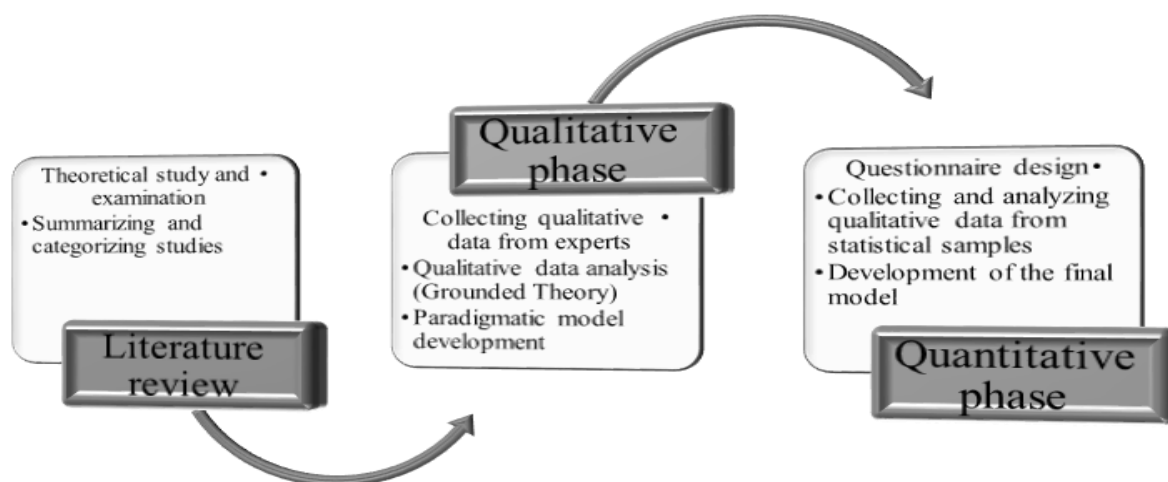 Theoretical study and •
examination
• Summarizing and
categorizing studies
Literature
review
Qualitative
phase
Collecting qualitative •
data from experts
• Qualitative data analysis
(Grounded Theory)
• Paradigmatic model
development
Questionnaire design •
• Collecting and analyzing
qualitative data from
statistical samples
• Development of the final
model
Quantitative
phase